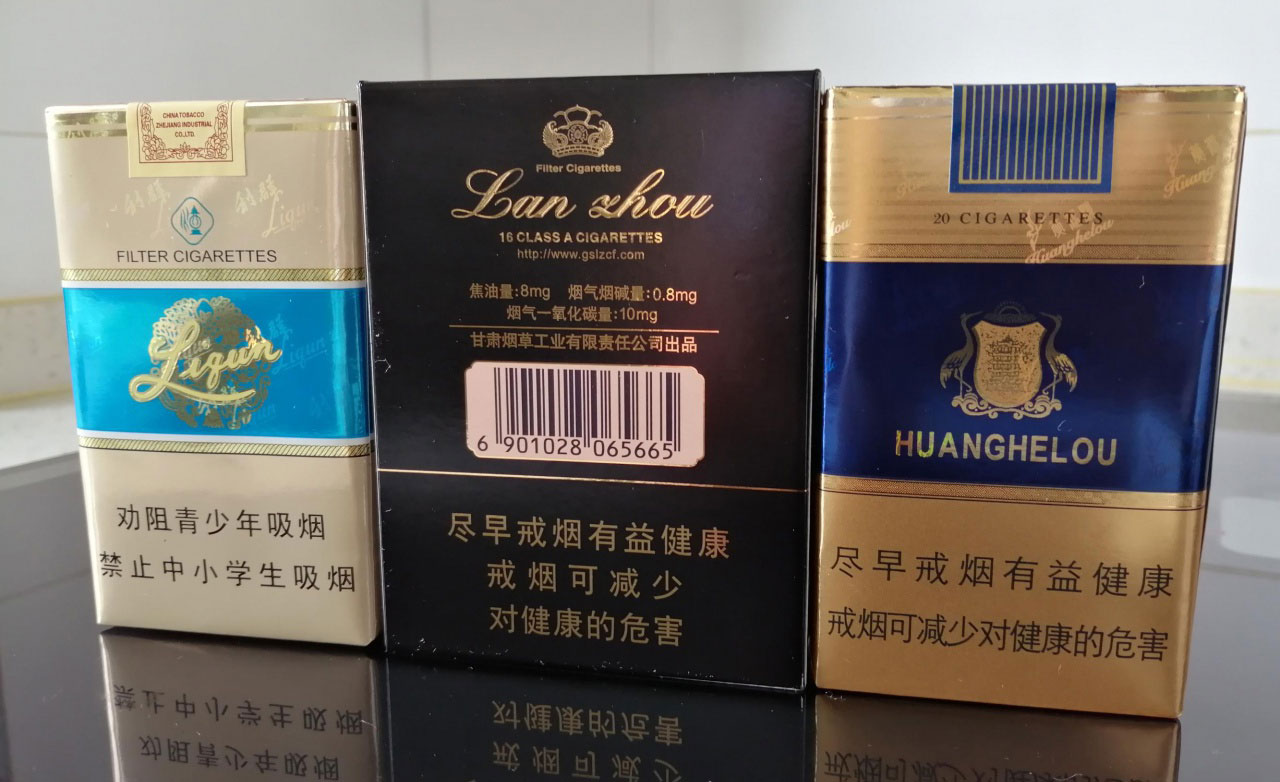 CHINA TOBACCO
ZHEJIANG INDUSTRIAL
CO.,LTD.
利群
Liqun
FILTER CIGARETTES
Liqun
劝阻青少年吸烟
禁止中小学生吸烟
Filter Cigarettes
Lan zhou
16 CLASS A CIGARETTES
http://www.gslzcf.com
焦油量:8mg 烟气烟碱量:0.8mg
烟气一氧化碳量:10mg
甘肃烟草工业有限责任公司出品
6 901028 065665
尽早戒烟有益健康
戒烟可减少
对健康的危害
Huanghelou
20 CIGARETTES
Huanghelou
HUANGHELOU
尽早戒烟有益健康
戒烟可减少对健康的危害